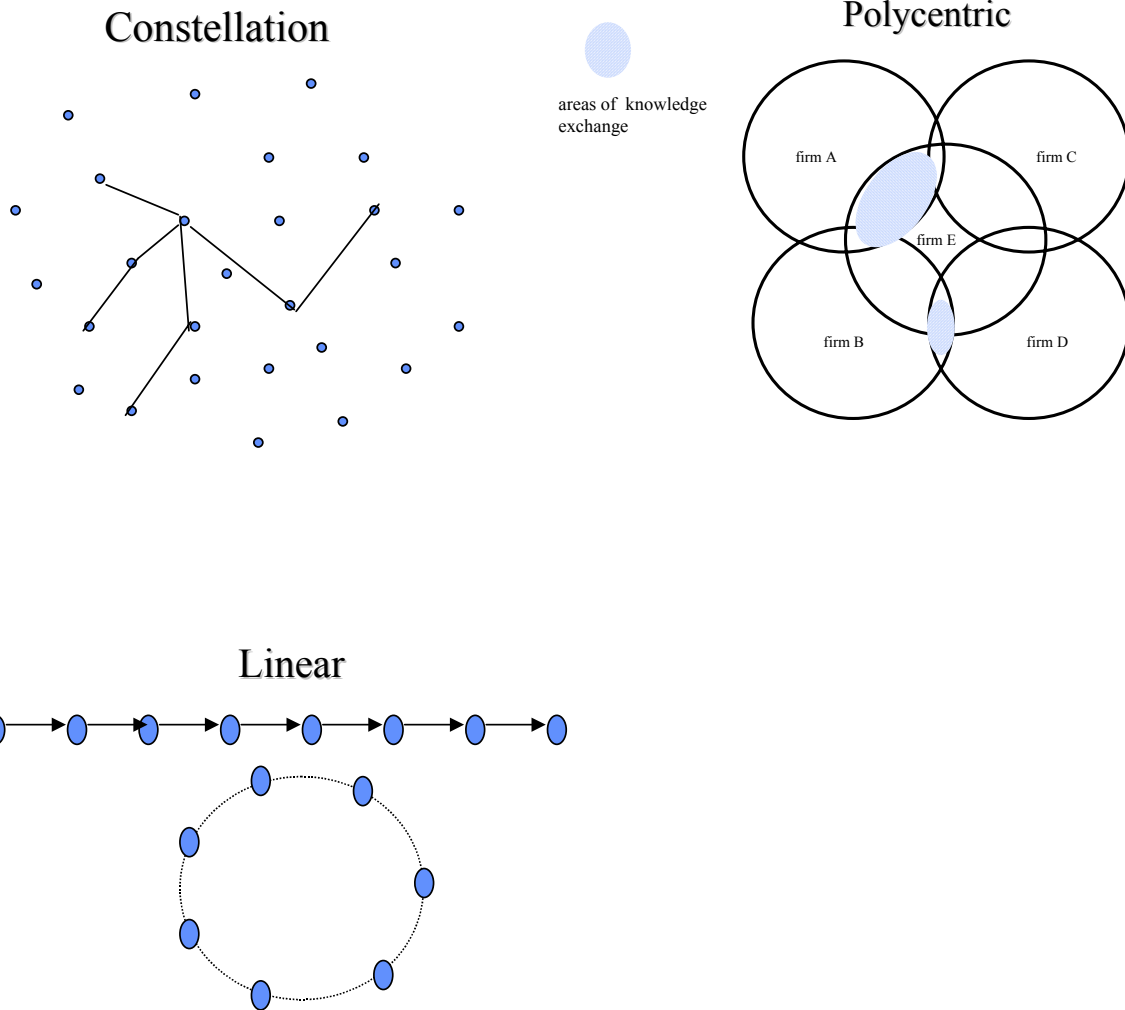 Constellation
Polycentric
areas of knowledge
exchange
firm A
firm C
firm E
firm B
firm D
Linear